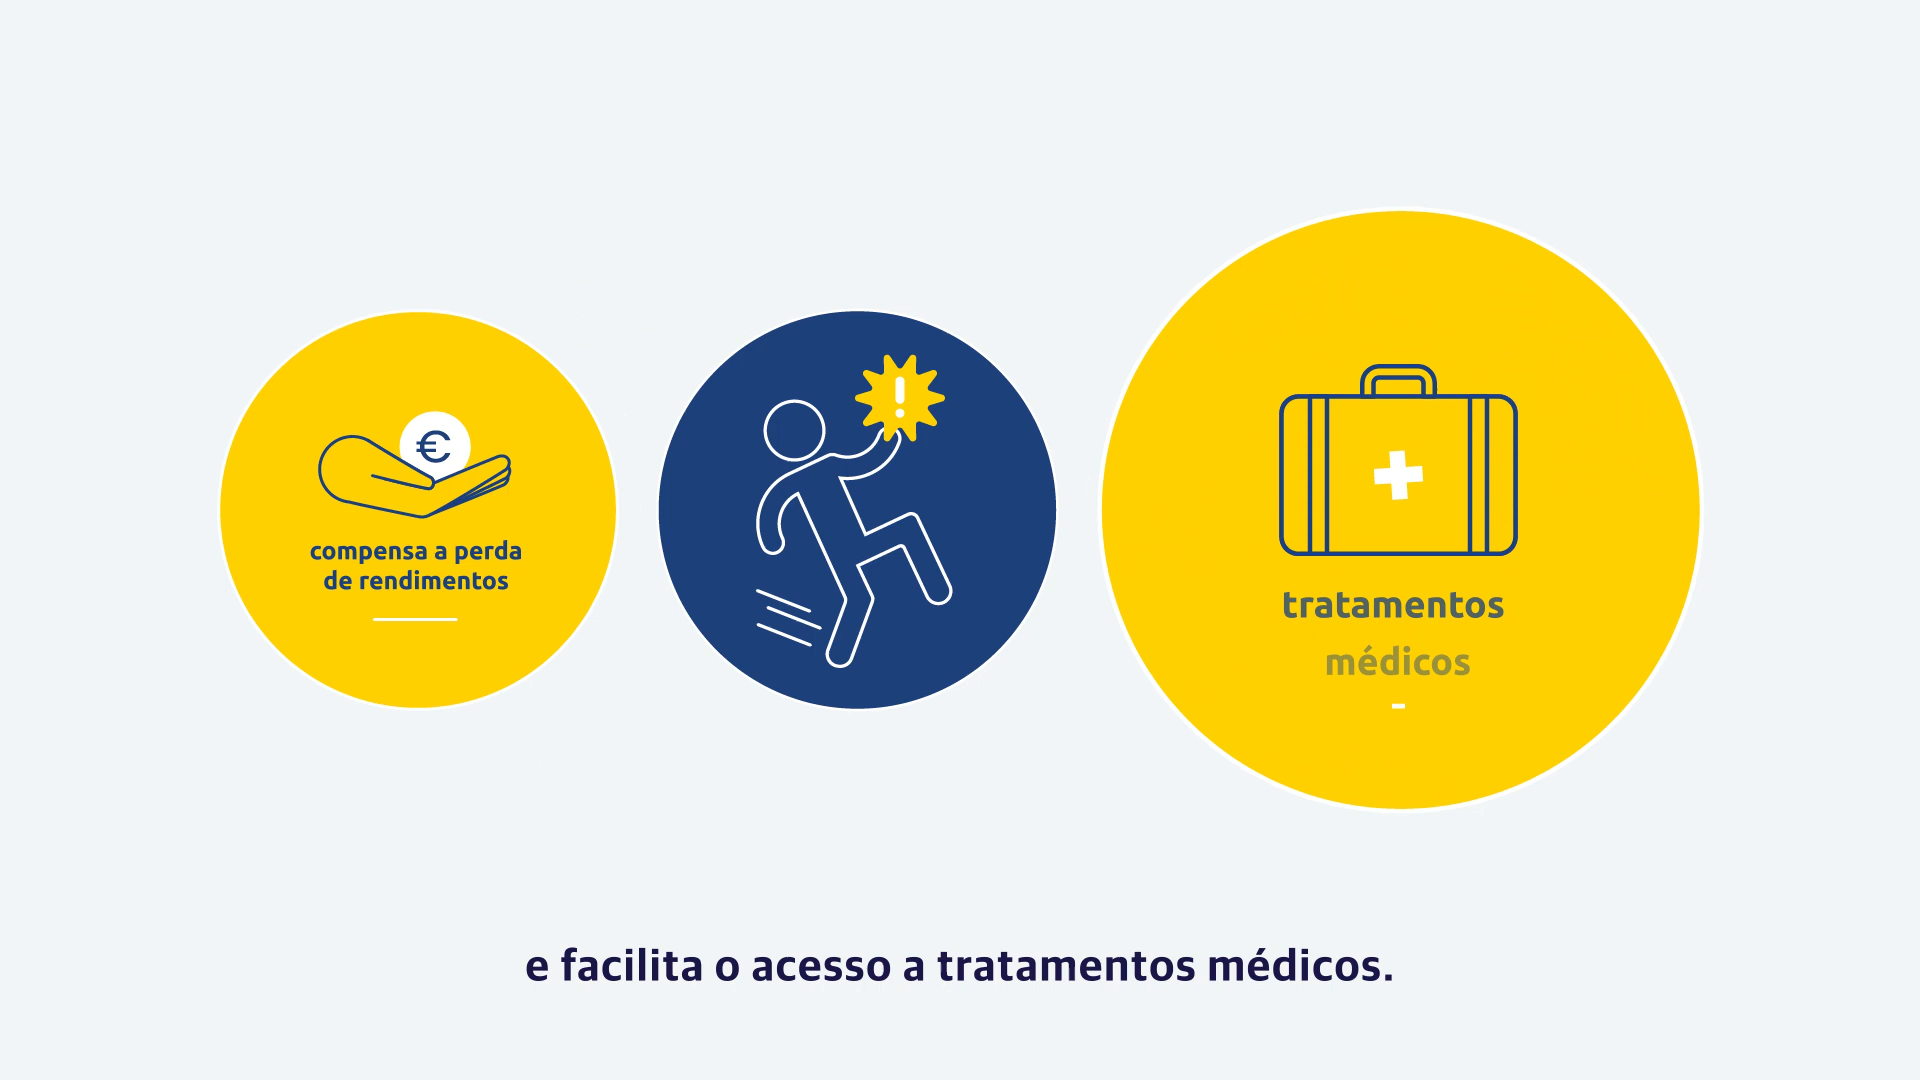 €
compensa a perda
de rendimentos
!
tratamentos
médicos
e facilita o acesso a tratamentos médicos.